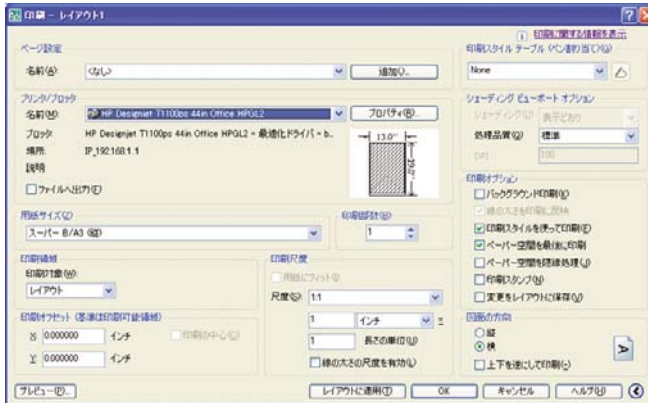 印刷 - レイアウト1
印刷に関する情報を表示
ページ設定
名前(A):
<なし>
追加()...
印刷スタイル テーブル (ペン割り当て)(G)
None
プリンタ/プロッタ
名前(M):
HP Designjet T1100ps 44in Office HPGL2
プロパティ(R)...
プロッタ:
HP Designjet T1100ps 44in Office HPGL2 - 最適化ドライバ - b...
場所:
IP_192.168.1.1
説明:
ファイルへ出力(F)
13.0''
19.0''
シェーディング ビューポート オプション
シェーディング(D)
表示どおり
処理品質(Q)
標準
DPI
100
用紙サイズ(Z)
スーパー B/A3 (縦)
印刷部数(B)
1
印刷オプション
バックグラウンド印刷(K)
線の太さを印刷に反映
印刷スタイルを使って印刷(E)
ペーパー空間を最後に印刷
ペーパー空間を隠線処理(J)
印刷スタンプ(N)
変更をレイアウトに保存(V)
印刷領域
印刷対象(W):
レイアウト
印刷尺度
用紙にフィット(I)
尺度(S):
1:1
1
インチ
=
1
長さの単位(U)
線の太さの尺度を有効(L)
印刷オフセット (基準は印刷可能領域)
X:
0.000000
インチ
印刷の中心(C)
Y:
0.000000
インチ
図面の方向
縦
横
上下を逆にして印刷(-)
A
プレビュー(P)...
レイアウトに適用(T)
OK
キャンセル
ヘルプ(H)